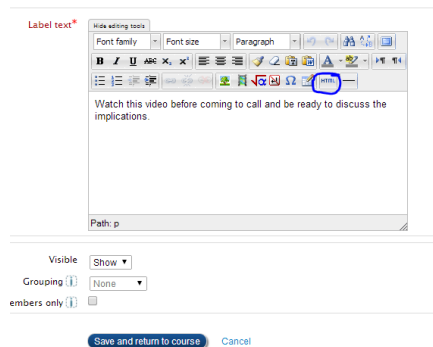 Label text*
Hide editing tools
Font family Font size Paragraph
B I U ABC X₂ X² A ¶ ¶
Ω HTML
Watch this video before coming to call and be ready to discuss the
implications.
Path: p
Visible Show
Grouping None
embers only
Save and return to course Cancel